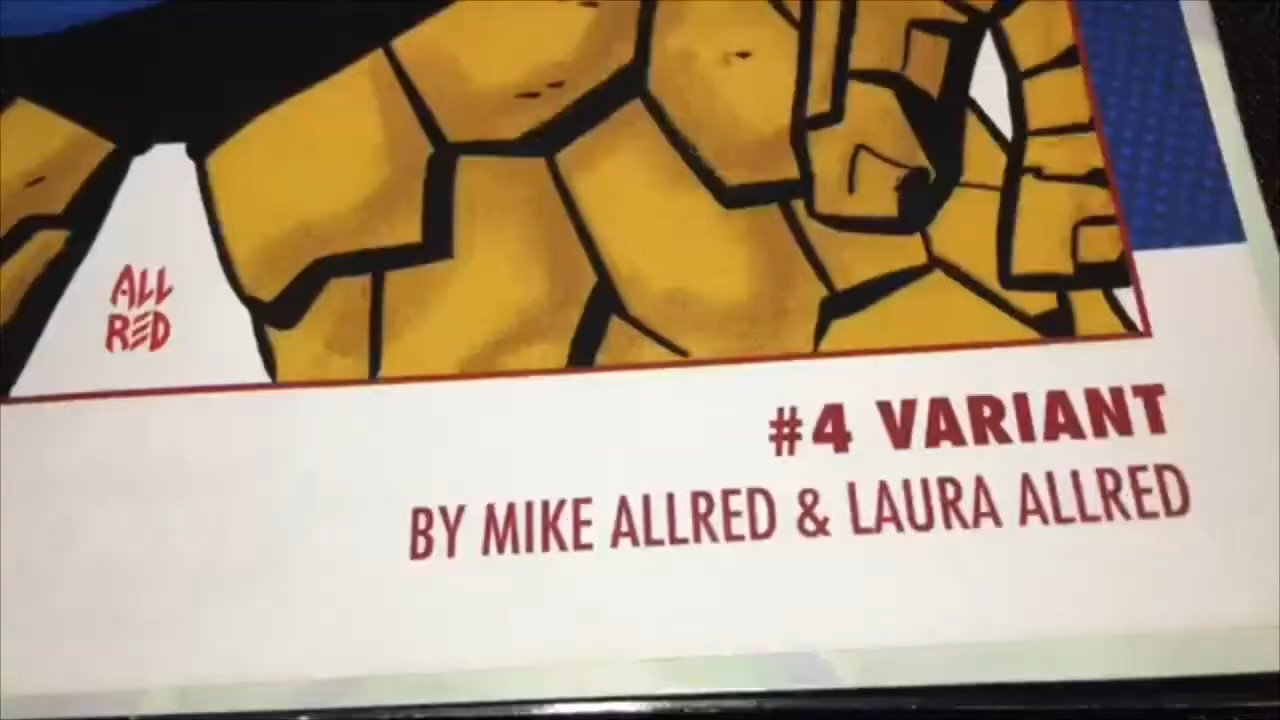 ALL
RED
#4 VARIANT
BY MIKE ALLRED & LAURA ALLRED